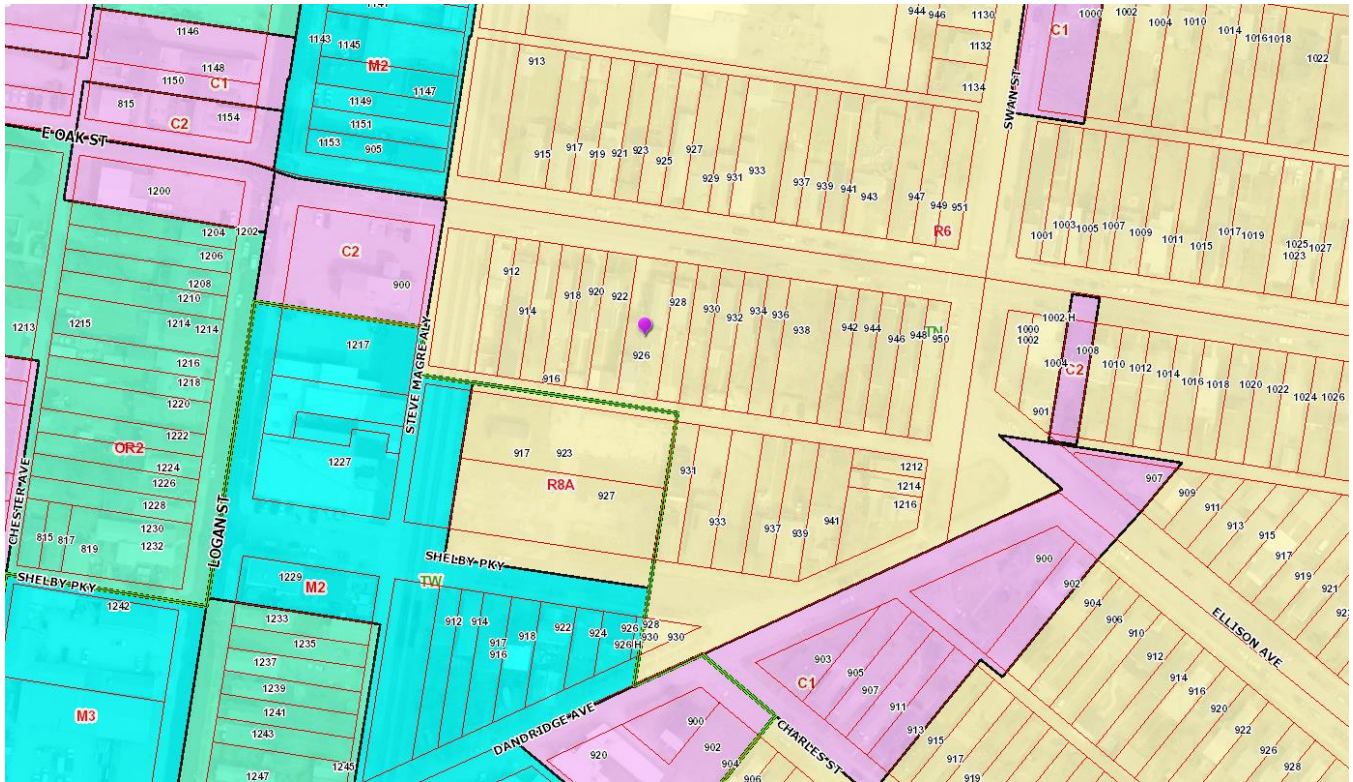 944 946 1130 1000 1002 1004 1010 1014 1016 1018 1022
1146 1143 1145 M2 913 1132 C1
1148 1150 C1 1147 1134 SWAN ST
815 1154 1149
C2 1151
E OAK ST 1153 905 915 917 919 921 923 925 927 929 931 933 937 939 941 943 947 949 951
1200 R6 1001 1003 1005 1007 1009 1011 1015 1017 1019 1023 1025 1027
1204 1202 C2
1206 912 914 918 920 922 928 930 932 934 936 938 942 944 946 948 950 TN
1208 900
1210
1213 1215 1214 1214 1217 926 1000 1002 1002 H 1004 1008 C2 1010 1012 1014 1016 1018 1020 1022 1024 1026
1216 STEVE MAGRE ALY
1218 916
1220 901
1222
OR2 1224 1227 917 923 931 1212 907
1226 R8A 927 1214 909
1228 1216 911
CHESTER AVE 1230 933 937 939 941 913
815 817 819 1232 LOGAN ST 915
SHELBY PKY SHELBY PKY 917
1242 1229 M2 TW 900 919
902 921
1233 912 914 917 916 918 922 924 926 926 H 928 930 930 904 ELLISON AVE
1235 906
1237 903 905 907 910
1239 C1 912
M3 1241 911 914
1243 DANDRIDGE AVE 900 CHARLES ST 913 916
1245 920 902 915 920
1247 904 917 922
906 919 926
928